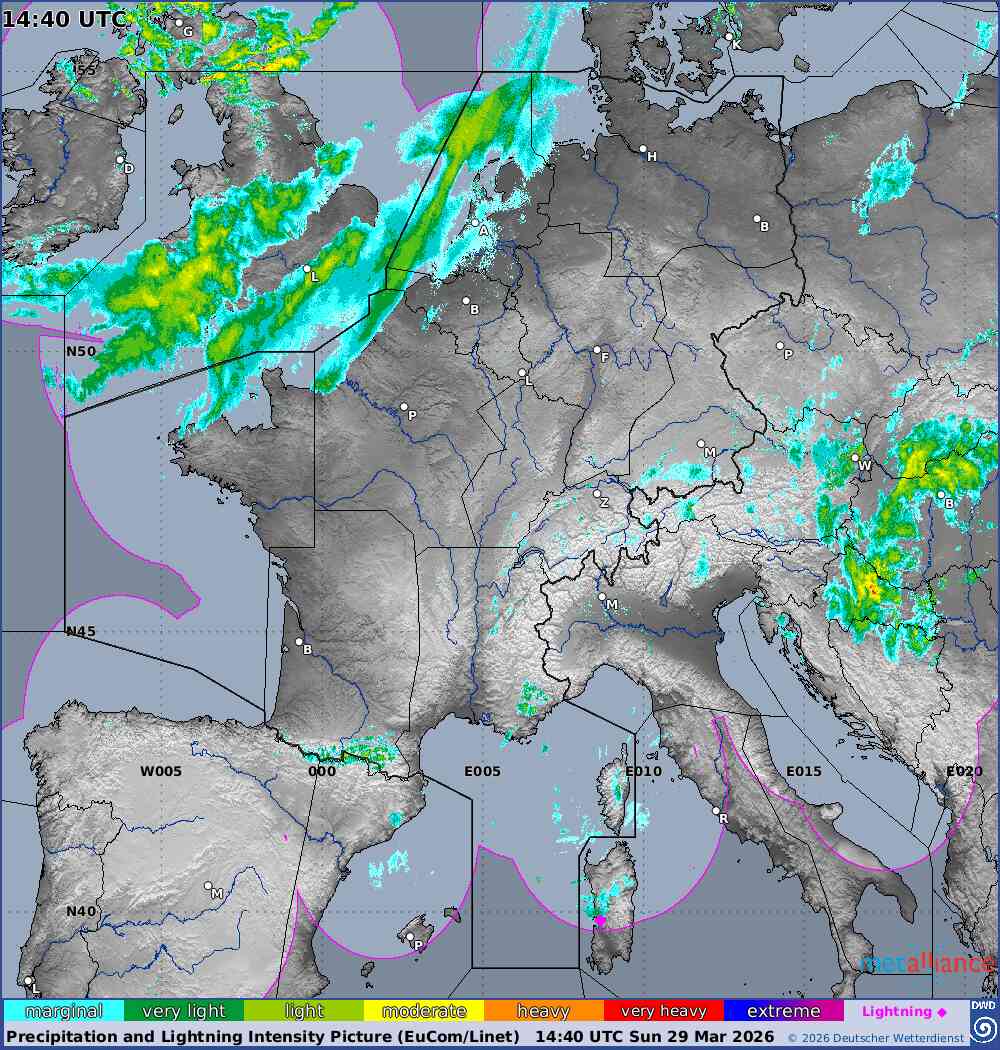 14:40 UTC
G
K
N55
D
H
B
A
L
B
N50
F
P
L
P
M
W
Z
B
M
N45
B
W005
000
E005
E010
E015
E020
R
M
N40
P
L
metalliance
marginal very light light moderate heavy very heavy extreme Lightning ◆
DWD
Precipitation and Lightning Intensity Picture (EuCom/Linet) 14:40 UTC Sun 29 Mar 2026 © 2026 Deutscher Wetterdienst